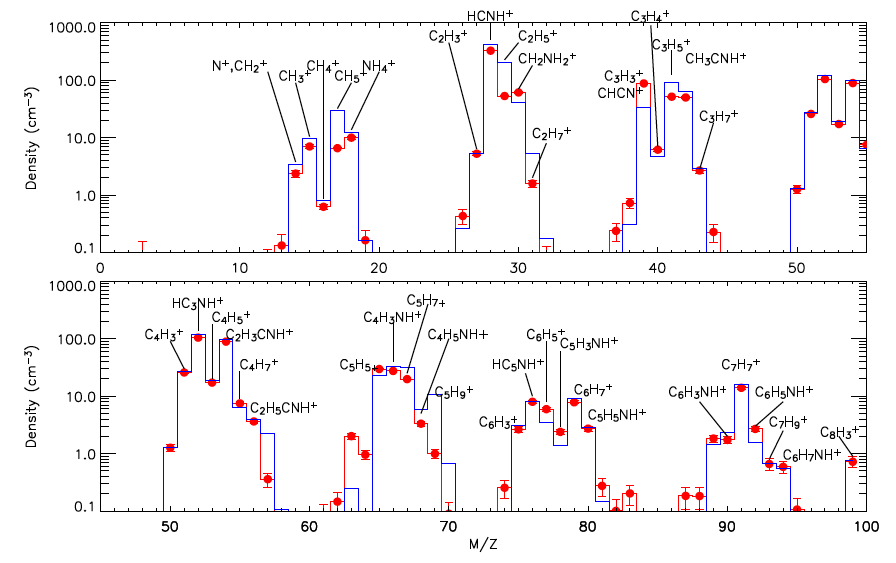 HCNH+
C3H4+
C2H3+
C2H5+
C3H5+
N+,CH2+
CH4+
NH4+
CH3+
CH5+
CH2NH2+
C3H3+
CH3CNH+
CHCN+
C2H7+
C3H7+
1000.0
100.0
10.0
1.0
0.1
Density (cm−3)
0
10
20
30
40
50
HC3NH+
C4H5+
C4H3+
C2H3CNH+
C4H7+
C2H5CNH+
C5H7+
C4H3NH+
C4H5NH+
C5H5+
C5H9+
C6H5+
C5H3NH+
HC5NH+
C6H7+
C6H3+
C5H5NH+
C7H7+
C6H3NH+
C6H5NH+
C7H9+
C6H7NH+
C8H3+
1000.0
100.0
10.0
1.0
0.1
Density (cm−3)
50
60
70
80
90
100
M/Z